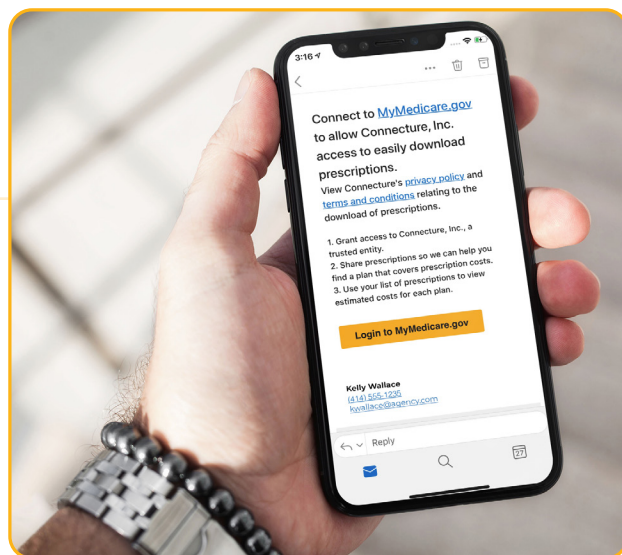 3:16
Connect to MyMedicare.gov
to allow Connecture, Inc.
access to easily download
prescriptions.
View Connecture's privacy policy and
terms and conditions relating to the
download of prescriptions.
1. Grant access to Connecture, Inc., a
trusted entity.
2. Share prescriptions so we can help you
find a plan that covers prescription costs.
3. Use your list of prescriptions to view
estimated costs for each plan.
Login to MyMedicare.gov
Kelly Wallace
(414) 555-1235
kwallace@agency.com
Reply
27